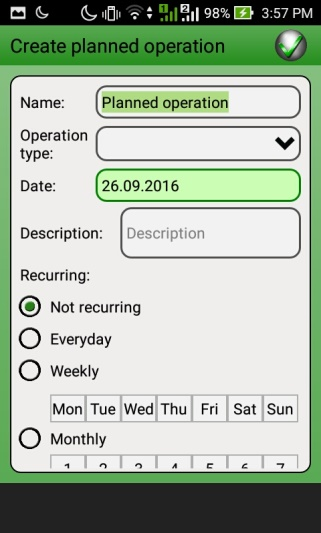 98% 3:57 PM
Create planned operation
Name: Planned operation
Operation type:
Date: 26.09.2016
Description: Description
Recurring:
Not recurring
Everyday
Weekly
Mon Tue Wed Thu Fri Sat Sun
Monthly
1 2 3 4 5 6 7